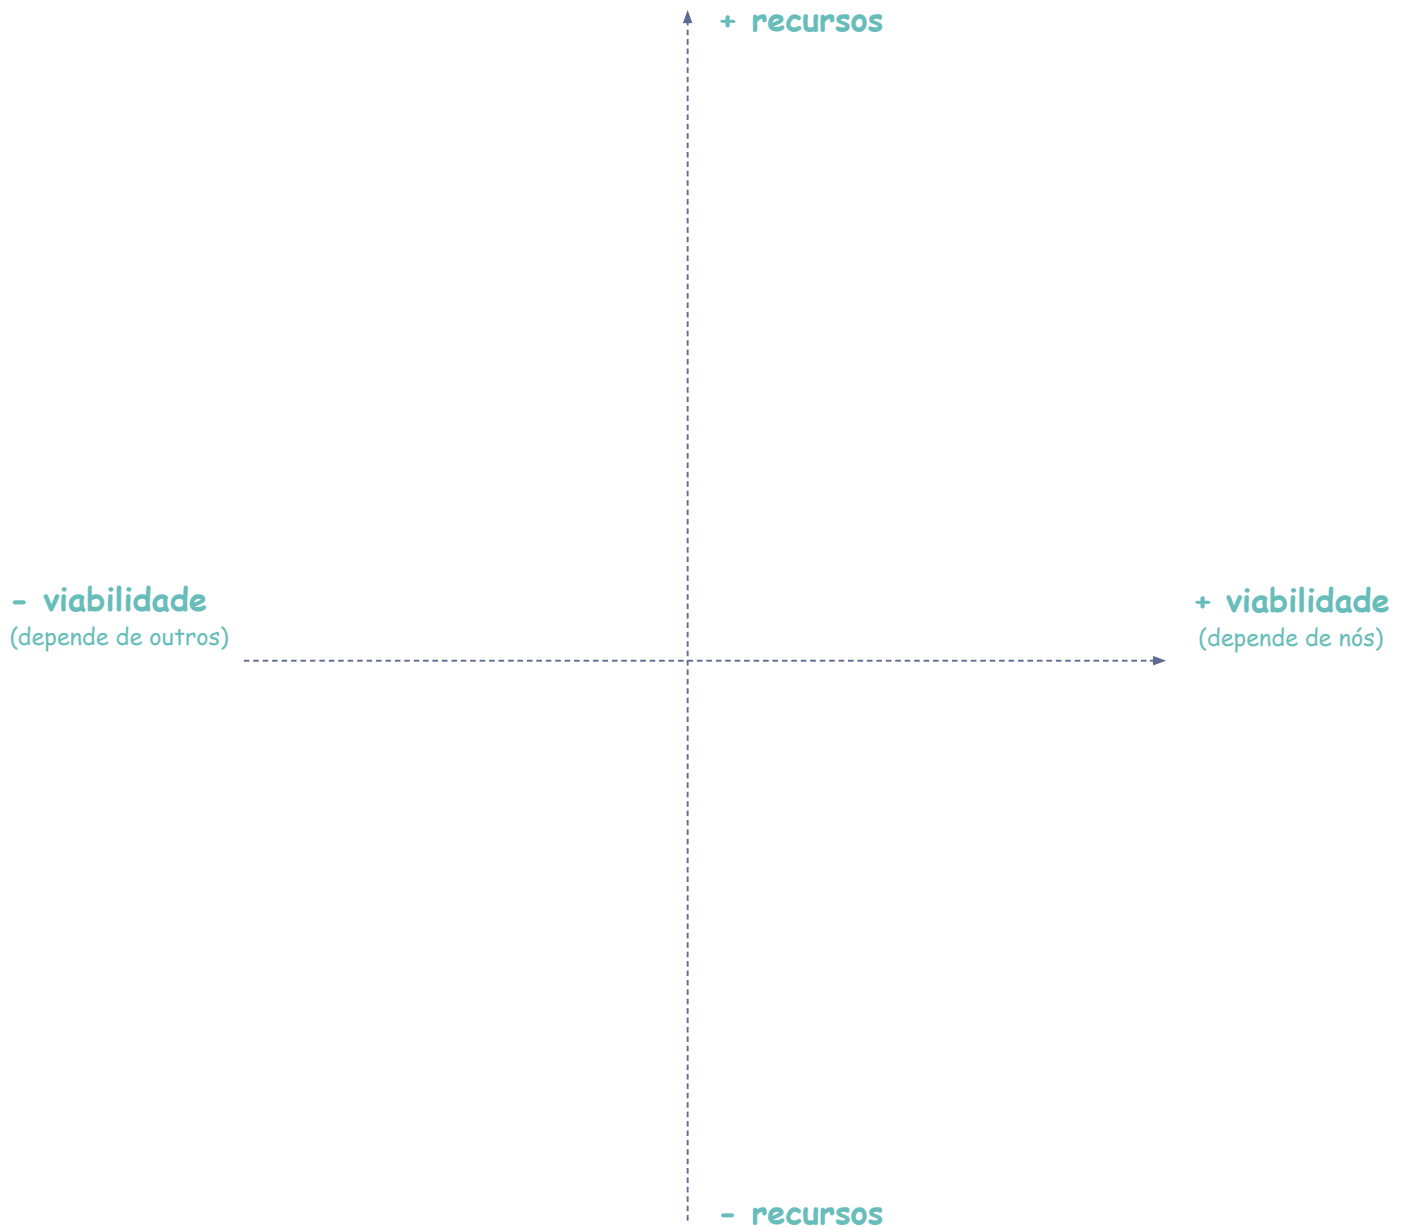 + recursos
- viabilidade
(depende de outros)
+ viabilidade
(depende de nós)
- recursos